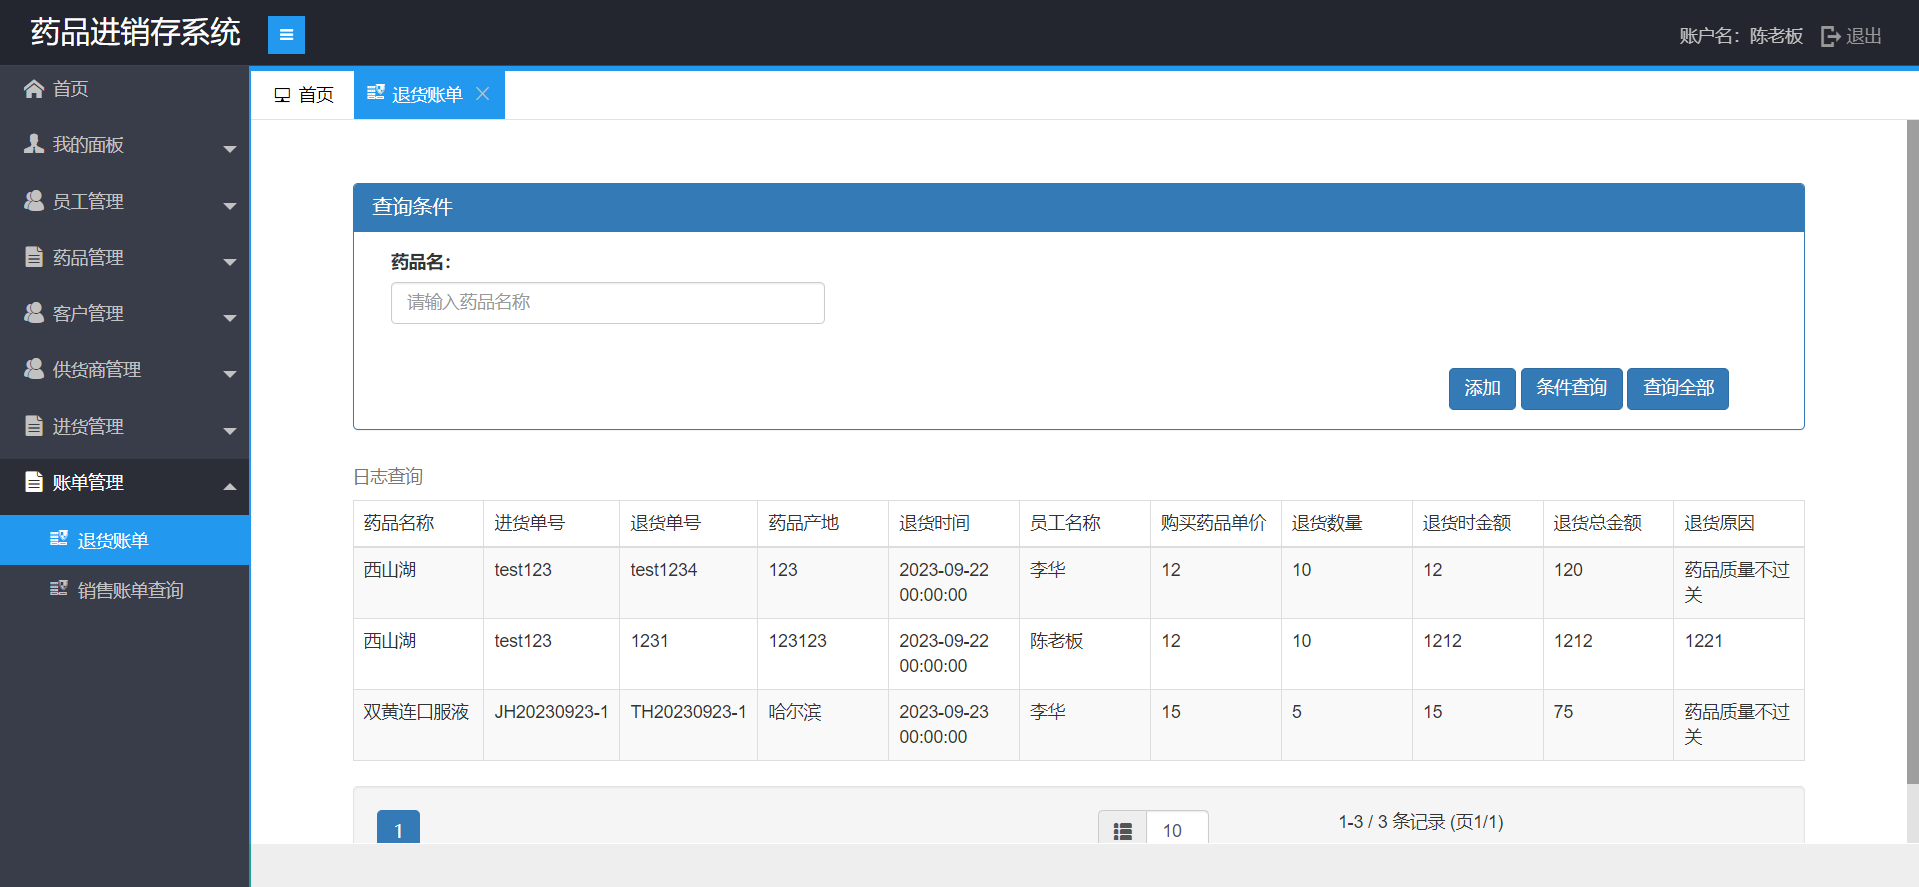 药品进销存系统
账户名：陈老板 退出
首页
我的面板
员工管理
药品管理
客户管理
供货商管理
进货管理
账单管理
退货账单
销售账单查询
首页 退货账单
查询条件
药品名：
请输入药品名称
添加 条件查询 查询全部
日志查询
药品名称 进货单号 退货单号 药品产地 退货时间 员工名称 购买药品单价 退货数量 退货时金额 退货总金额 退货原因
西山湖 test123 test1234 123 2023-09-22 00:00:00 李华 12 10 12 120 药品质量不过关
西山湖 test123 1231 123123 2023-09-22 00:00:00 陈老板 12 10 1212 1212 1221
双黄连口服液 JH20230923-1 TH20230923-1 哈尔滨 2023-09-23 00:00:00 李华 15 5 15 75 药品质量不过关
1 10 1-3 / 3 条记录 (页1/1)